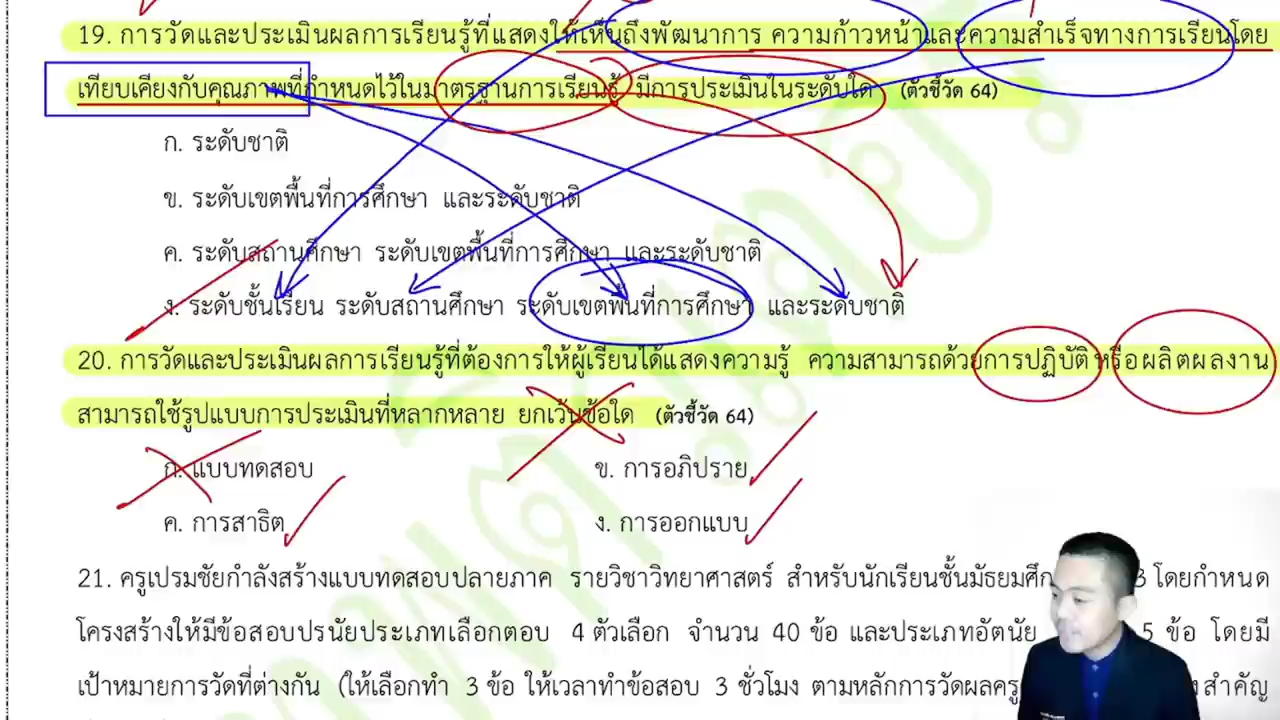 19. การวัดและประเมินผลการเรียนรู้ที่แสดงให้เห็นถึงพัฒนาการ ความก้าวหน้าและความสำเร็จทางการเรียนโดย
เทียบเคียงกับคุณภาพที่กำหนดไว้ในมาตรฐานการเรียนรู้ มีการประเมินในระดับใด (ตัวชี้วัด 64)
ก. ระดับชาติ
ข. ระดับเขตพื้นที่การศึกษา และระดับชาติ
ค. ระดับสถานศึกษา ระดับเขตพื้นที่การศึกษา และระดับชาติ
ง. ระดับชั้นเรียน ระดับสถานศึกษา ระดับเขตพื้นที่การศึกษา และระดับชาติ
20. การวัดและประเมินผลการเรียนรู้ที่ต้องการให้ผู้เรียนได้แสดงความรู้ ความสามารถด้วยการปฏิบัติ หรือผลิตผลงาน
สามารถใช้รูปแบบการประเมินที่หลากหลาย ยกเว้นข้อใด (ตัวชี้วัด 64)
ก. แบบทดสอบ ข. การอภิปราย
ค. การสาธิต ง. การออกแบบ
21. ครูเปรมชัยกำลังสร้างแบบทดสอบปลายภาค รายวิชาวิทยาศาสตร์ สำหรับนักเรียนชั้นมัธยมศึก 3 โดยกำหนด
โครงสร้างให้มีข้อสอบปรนัยประเภทเลือกตอบ 4 ตัวเลือก จำนวน 40 ข้อ และประเภทอัตนัย 5 ข้อ โดยมี
เป้าหมายการวัดที่ต่างกัน (ให้เลือกทำ 3 ข้อ ให้เวลาทำข้อสอบ 3 ชั่วโมง ตามหลักการวัดผลครู สำคัญ